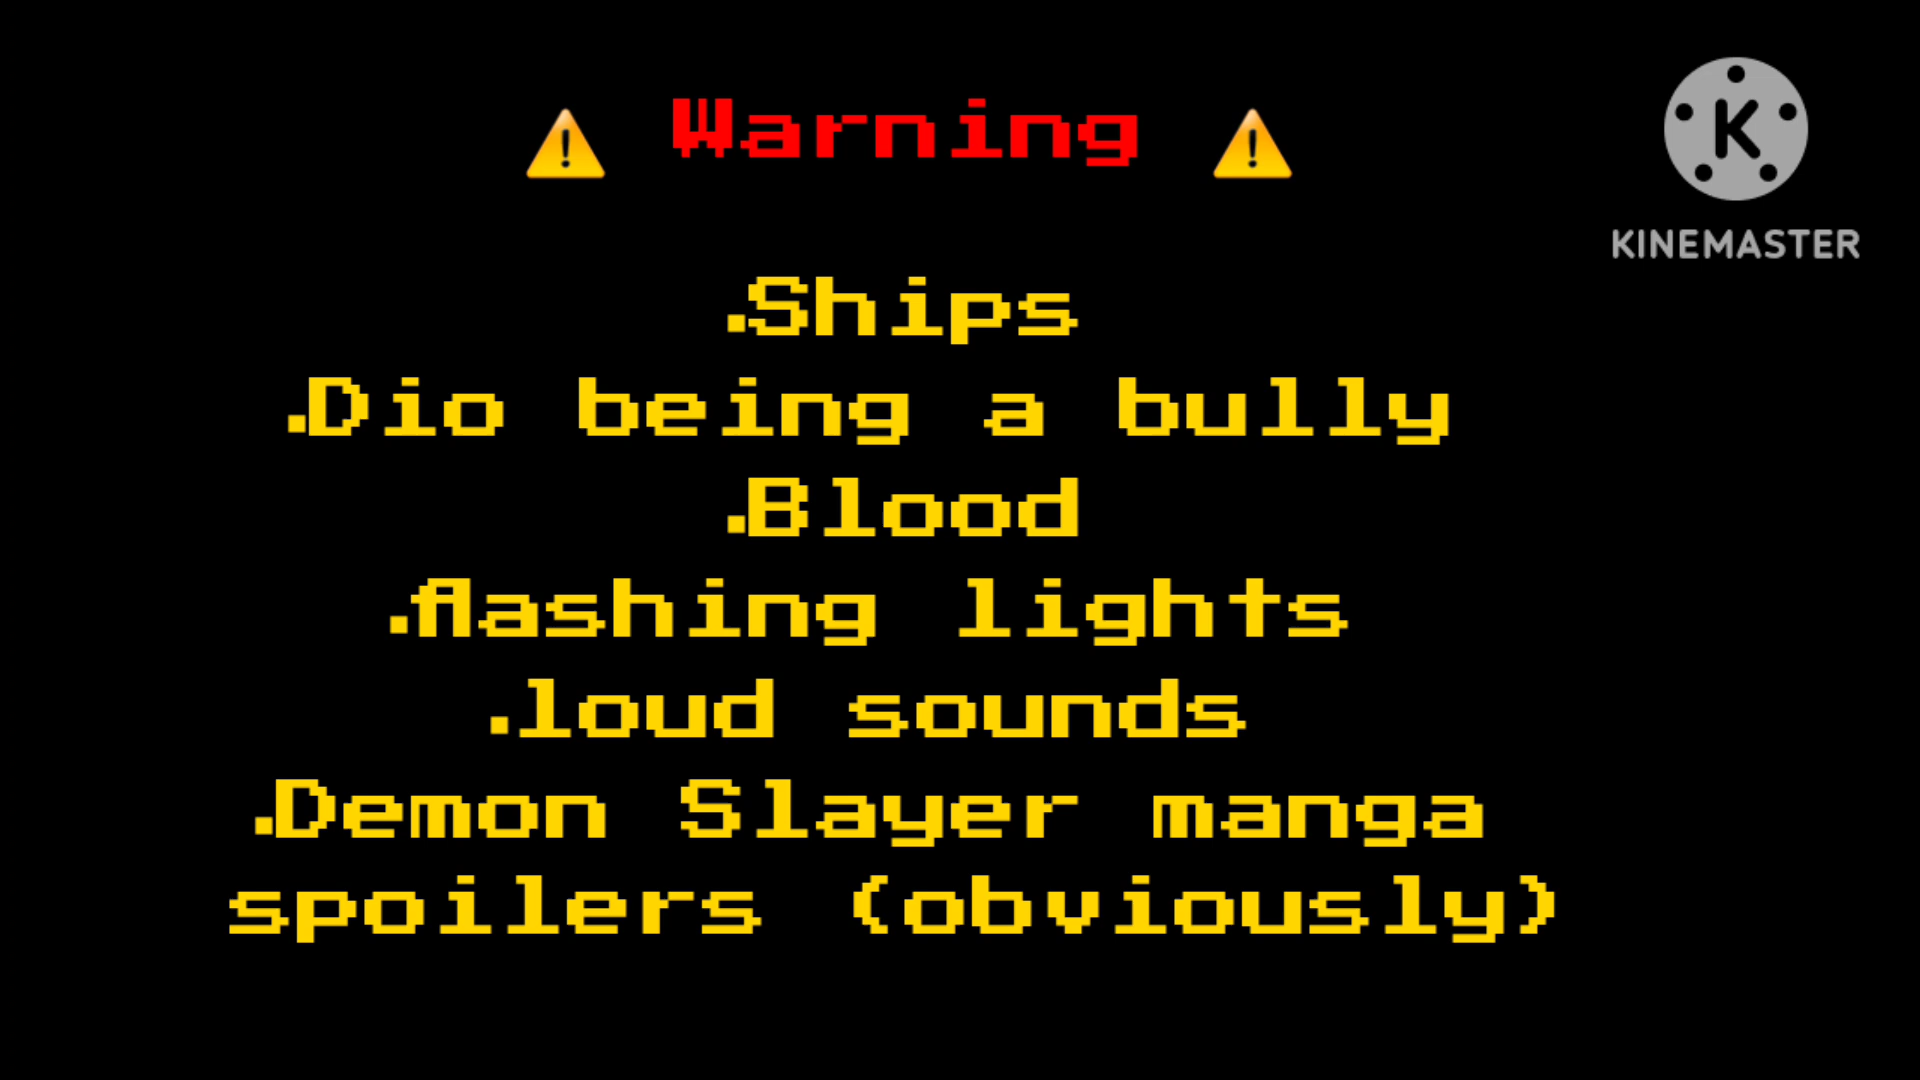 ⚠️ Warning ⚠️
K
KINEMASTER
.Ships
.Dio being a bully
.Blood
.flashing lights
.loud sounds
.Demon Slayer manga
spoilers (obviously)